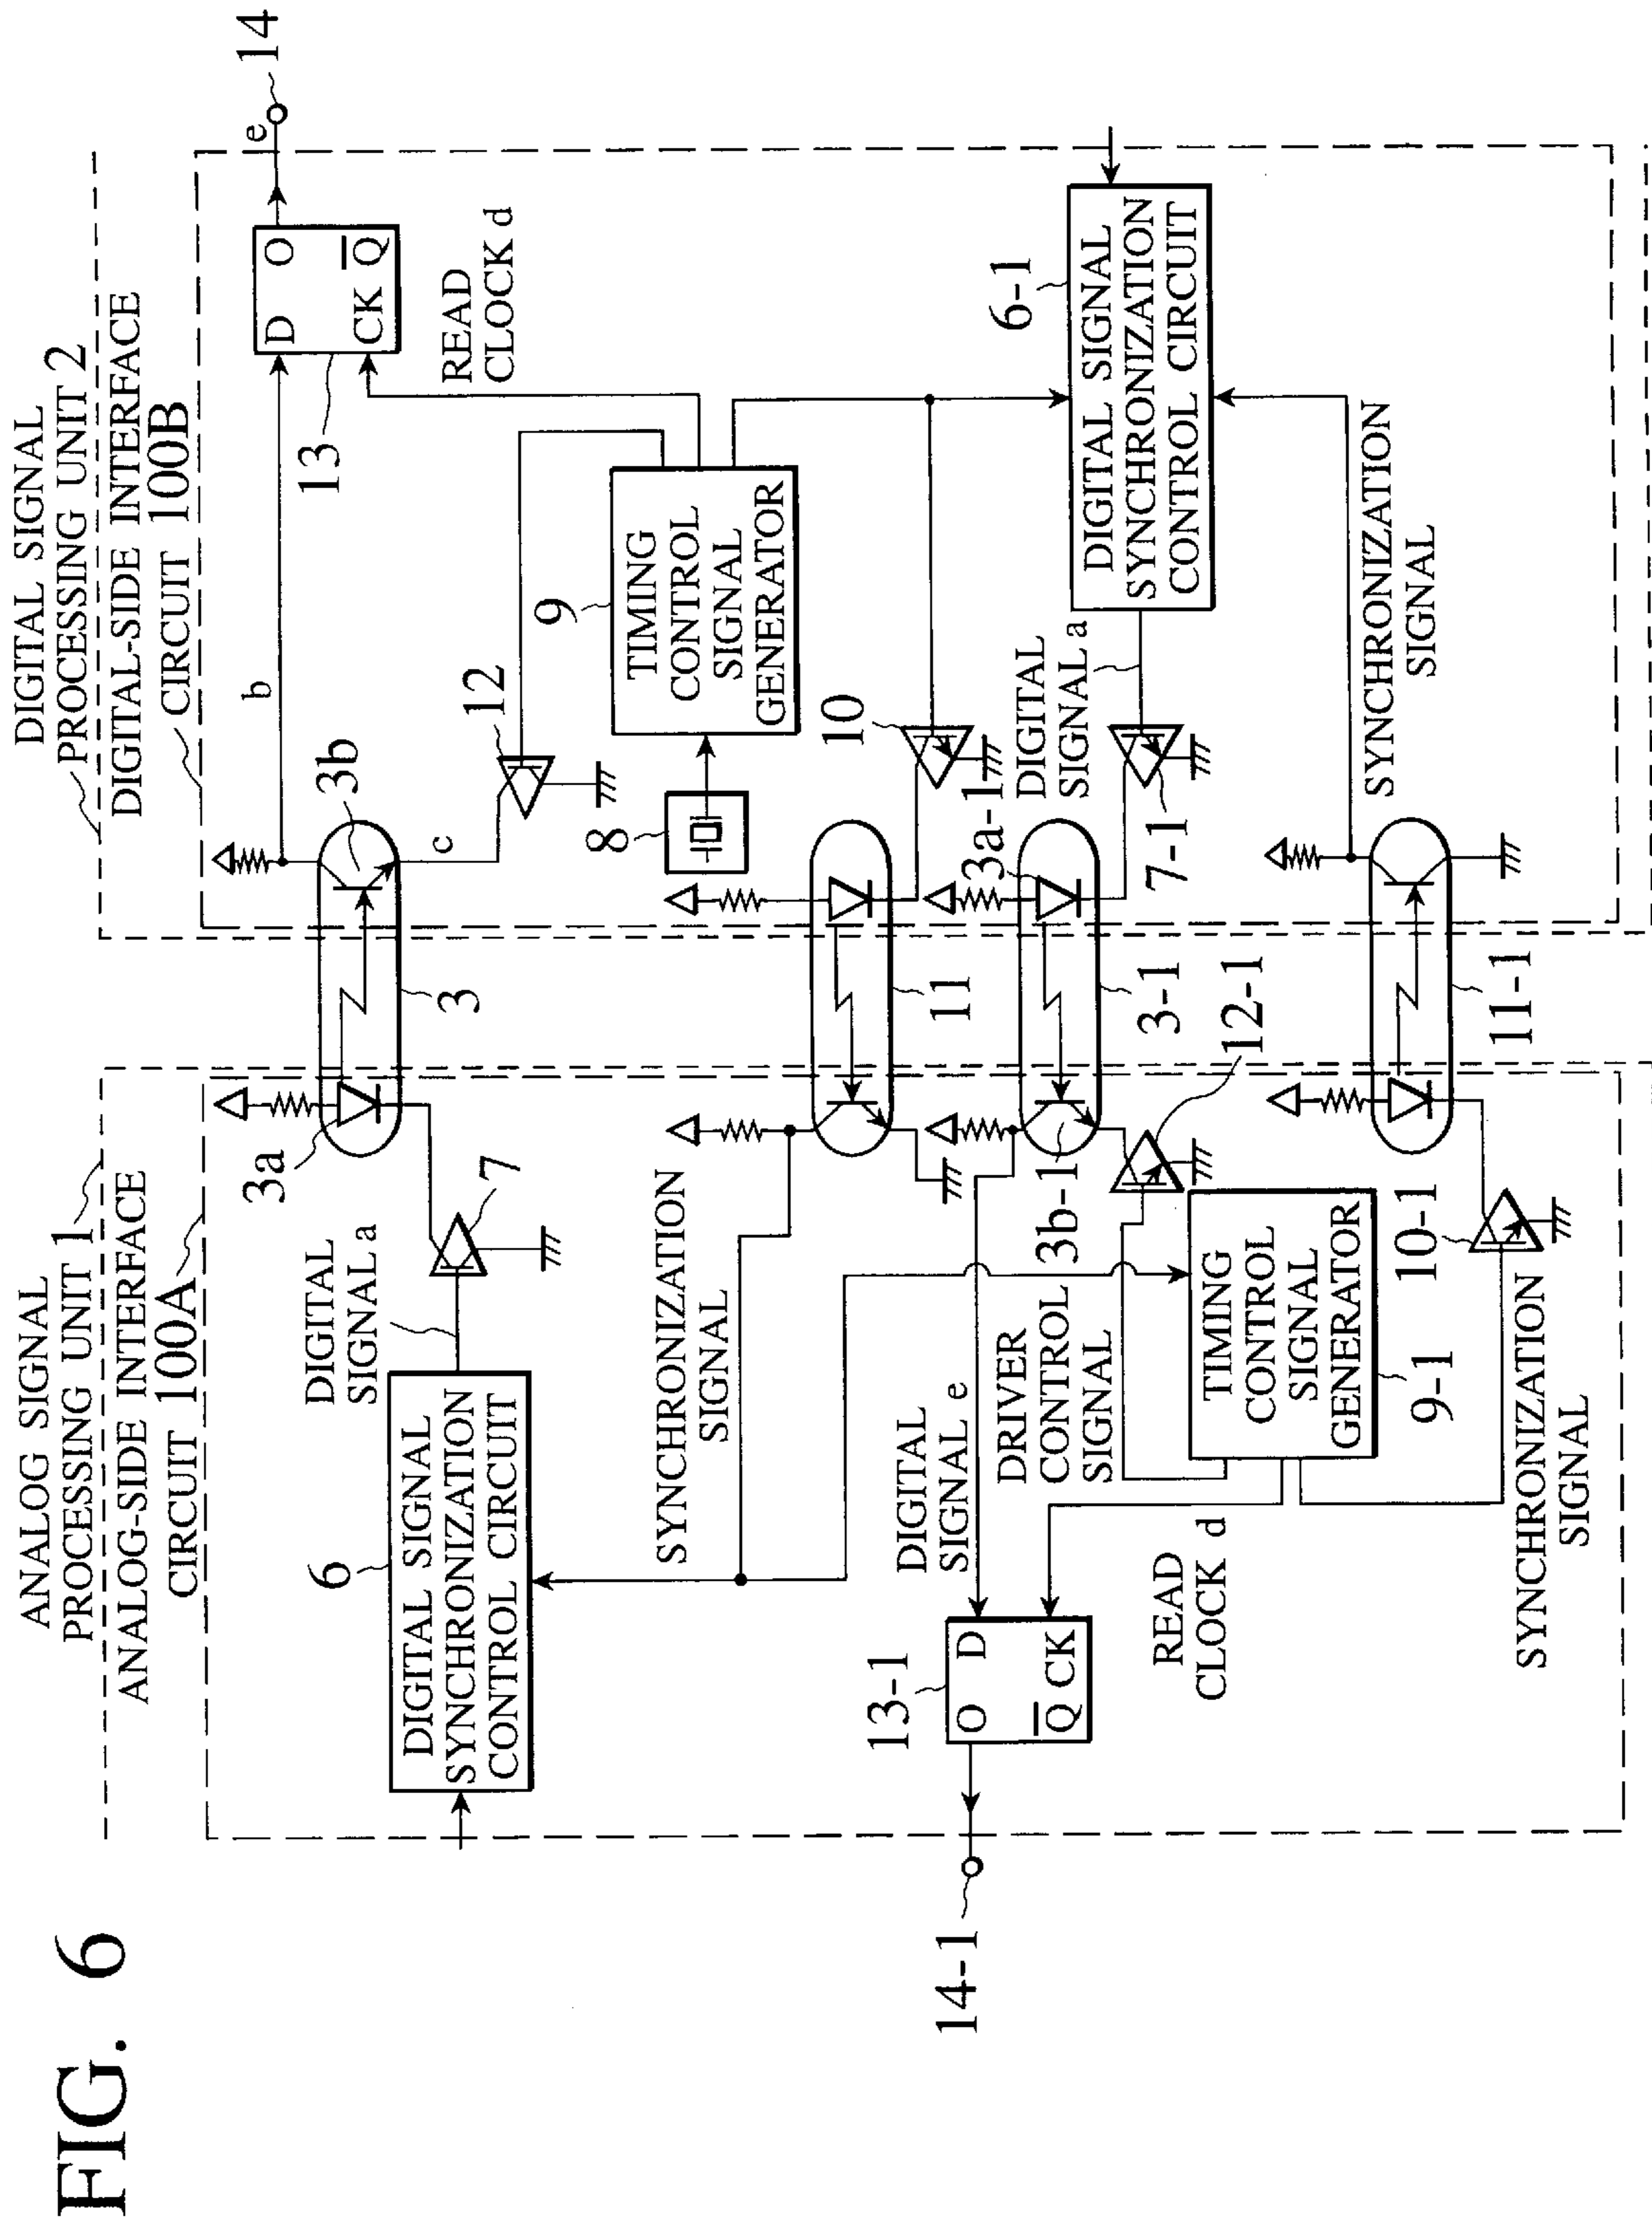 FIG. 6
ANALOG SIGNAL
PROCESSING UNIT 1
ANALOG-SIDE INTERFACE
CIRCUIT 100A
DIGITAL SIGNAL
PROCESSING UNIT 2
DIGITAL-SIDE INTERFACE
CIRCUIT 100B
6
DIGITAL SIGNAL
SYNCHRONIZATION
CONTROL CIRCUIT
DIGITAL
SIGNAL a
7
3a
3
3b
b
c
12
13
D O
CK Q
e
14
READ
CLOCK d
8
9
TIMING
CONTROL
SIGNAL
GENERATOR
SYNCHRONIZATION
SIGNAL
11
10
14-1
13-1
O D
Q CK
DIGITAL
SIGNAL e
DRIVER
CONTROL
SIGNAL
3b-1
3-1
3a-1
12-1
DIGITAL
SIGNAL a
7-1
6-1
DIGITAL SIGNAL
SYNCHRONIZATION
CONTROL CIRCUIT
READ
CLOCK d
TIMING
CONTROL
SIGNAL
GENERATOR
9-1
10-1
11-1
SYNCHRONIZATION
SIGNAL
SYNCHRONIZATION
SIGNAL